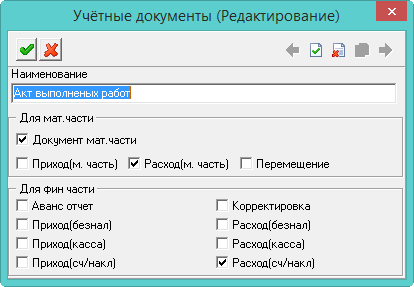 Учётные документы (Редактирование)
Наименование
Акт выполненых работ
Для мат.части
Документ мат.части
Приход(м. часть) Расход(м. часть) Перемещение
Для фин части
Аванс отчет Корректировка
Приход(безнал) Расход(безнал)
Приход(касса) Расход(касса)
Приход(сч/накл) Расход(сч/накл)